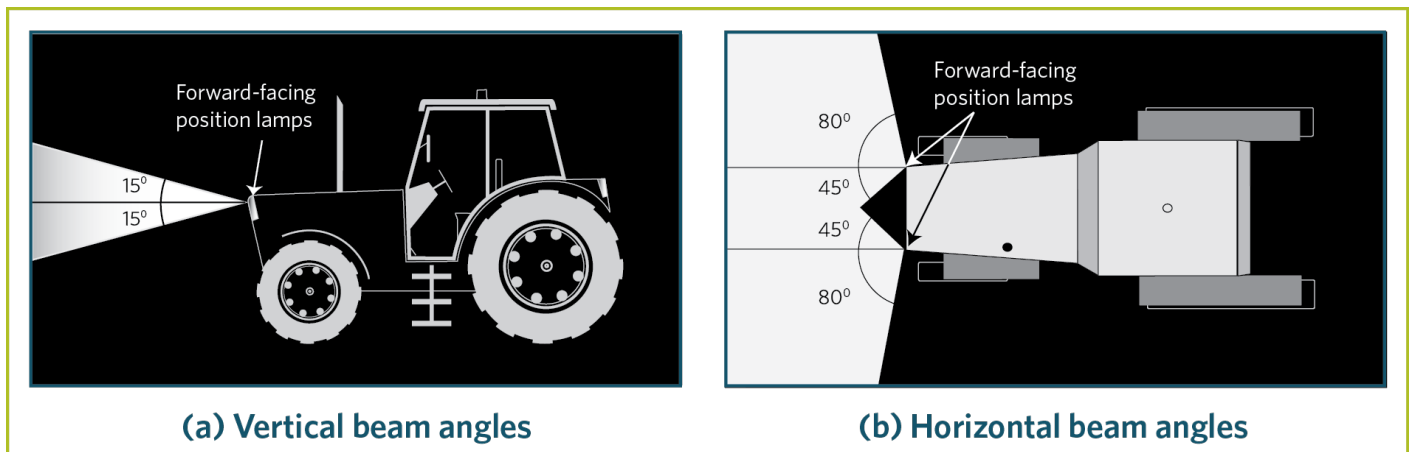 Forward-facing
position lamps
15⁰
15⁰
(a) Vertical beam angles
Forward-facing
position lamps
80⁰
45⁰
45⁰
80⁰
(b) Horizontal beam angles